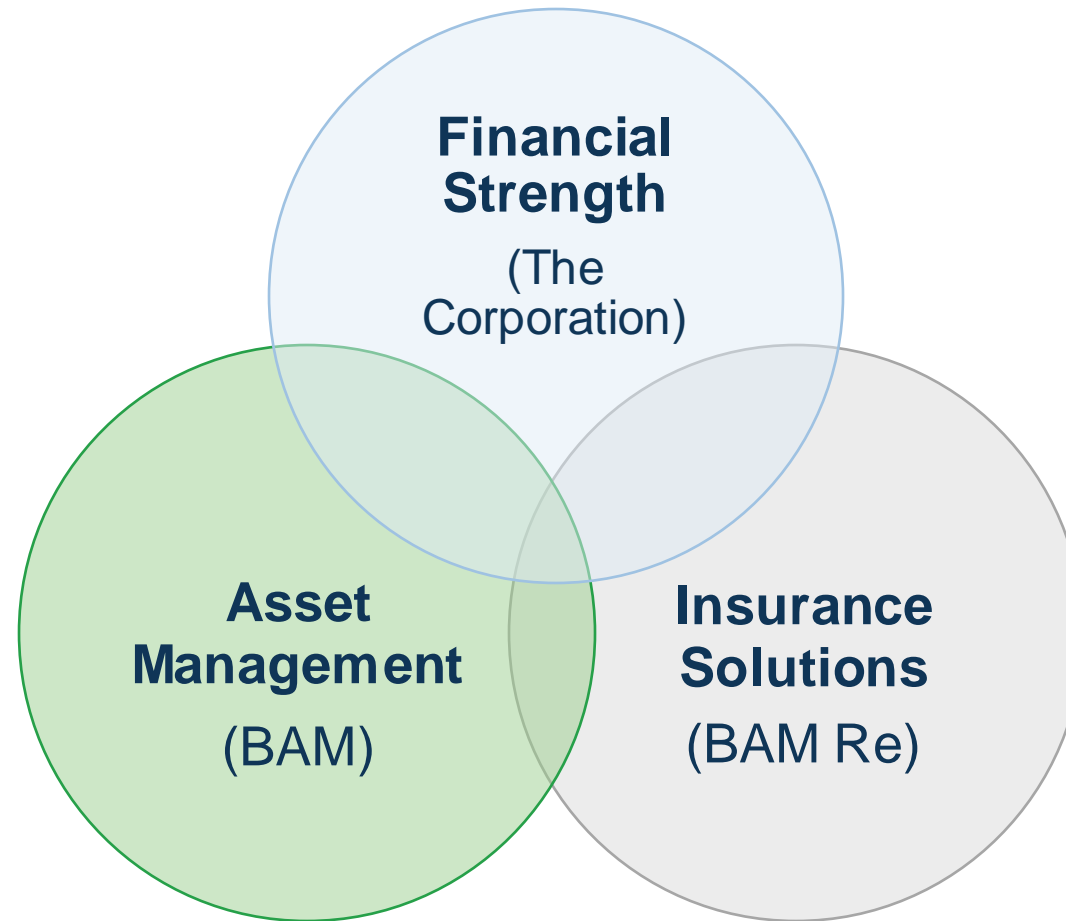 Financial
Strength
(The
Corporation)
Asset
Management
(BAM)
Insurance
Solutions
(BAM Re)